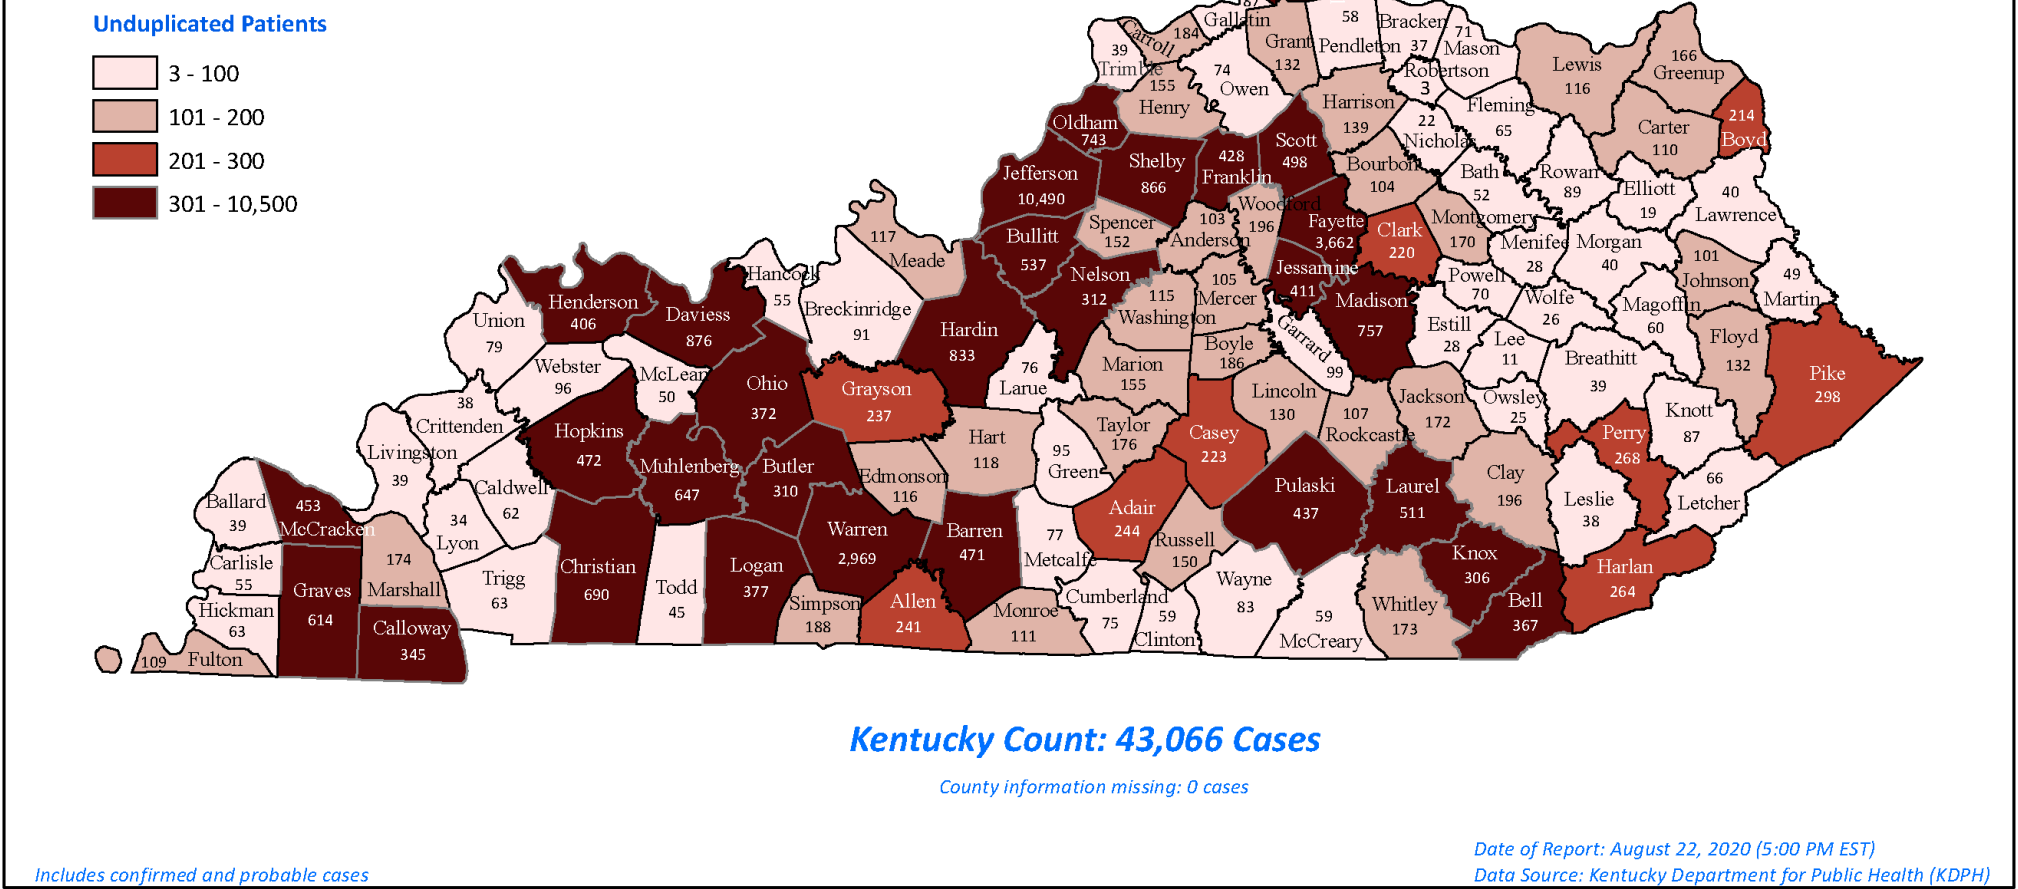 Unduplicated Patients
3 - 100
101 - 200
201 - 300
301 - 10,500
87
Gallatin
Carroll
184
39
Trimble
Grant
132
58
Pendleton
Bracken
37
71
Mason
Robertson
3
Lewis
116
166
Greenup
214
Boyd
Carter
110
74
Owen
155
Henry
Oldham
743
Harrison
139
22
Nicholas
Fleming
65
Rowan
89
Elliott
19
40
Lawrence
Jefferson
10,490
Shelby
866
428
Franklin
Scott
498
Bourbon
104
Bath
52
Montgomery
170
Menifee
28
Morgan
40
101
Johnson
49
Martin
Spencer
152
103
Anderson
Woodford
196
Fayette
3,662
Clark
220
Powell
70
Wolfe
26
Magoffin
60
Floyd
132
Pike
298
117
Meade
Bullitt
537
Nelson
312
105
Mercer
Jessamine
411
Madison
757
Estill
28
Lee
11
Breathitt
39
Hancock
55
Breckinridge
91
Hardin
833
115
Washington
Garrard
99
Henderson
406
Daviess
876
Union
79
Webster
96
McLean
50
Ohio
372
Grayson
237
76
Larue
Marion
155
Boyle
186
Lincoln
130
107
Rockcastle
Jackson
172
Owsley
25
Perry
268
Knott
87
38
Crittenden
Hopkins
472
Muhlenberg
647
Butler
310
Edmonson
116
Hart
118
95
Green
Taylor
176
Casey
223
Pulaski
437
Laurel
511
Clay
196
Leslie
38
66
Letcher
Livingston
39
Caldwell
62
34
Lyon
Ballard
39
453
McCracken
174
Marshall
Trigg
63
Christian
690
Todd
45
Logan
377
Warren
2,969
Barren
471
77
Metcalfe
Adair
244
Russell
150
Wayne
83
Knox
306
Harlan
264
Carlisle
55
Hickman
63
Graves
614
Calloway
345
109
Fulton
Simpson
188
Allen
241
Monroe
111
Cumberland
75
59
Clinton
59
McCreary
Whitley
173
Bell
367
Kentucky Count: 43,066 Cases
County information missing: 0 cases
Date of Report: August 22, 2020 (5:00 PM EST)
Includes confirmed and probable cases
Data Source: Kentucky Department for Public Health (KDPH)